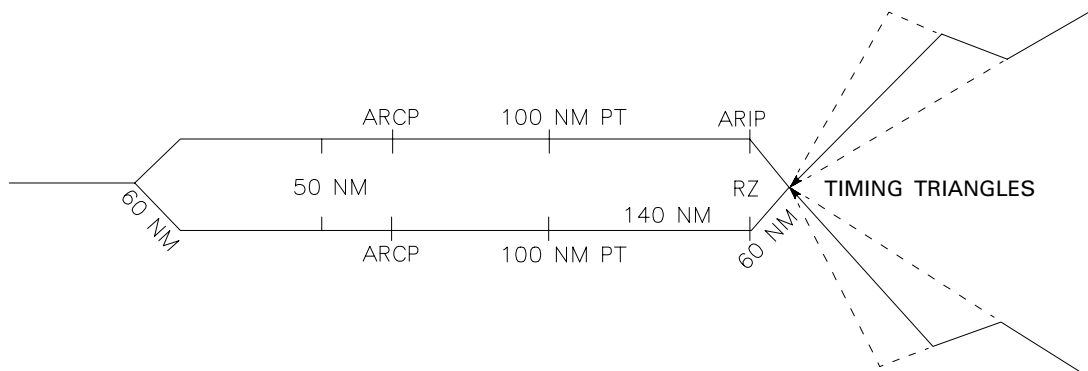 ARCP 100 NM PT ARIP
60 NM 50 NM RZ TIMING TRIANGLES
140 NM 60 NM
ARCP 100 NM PT